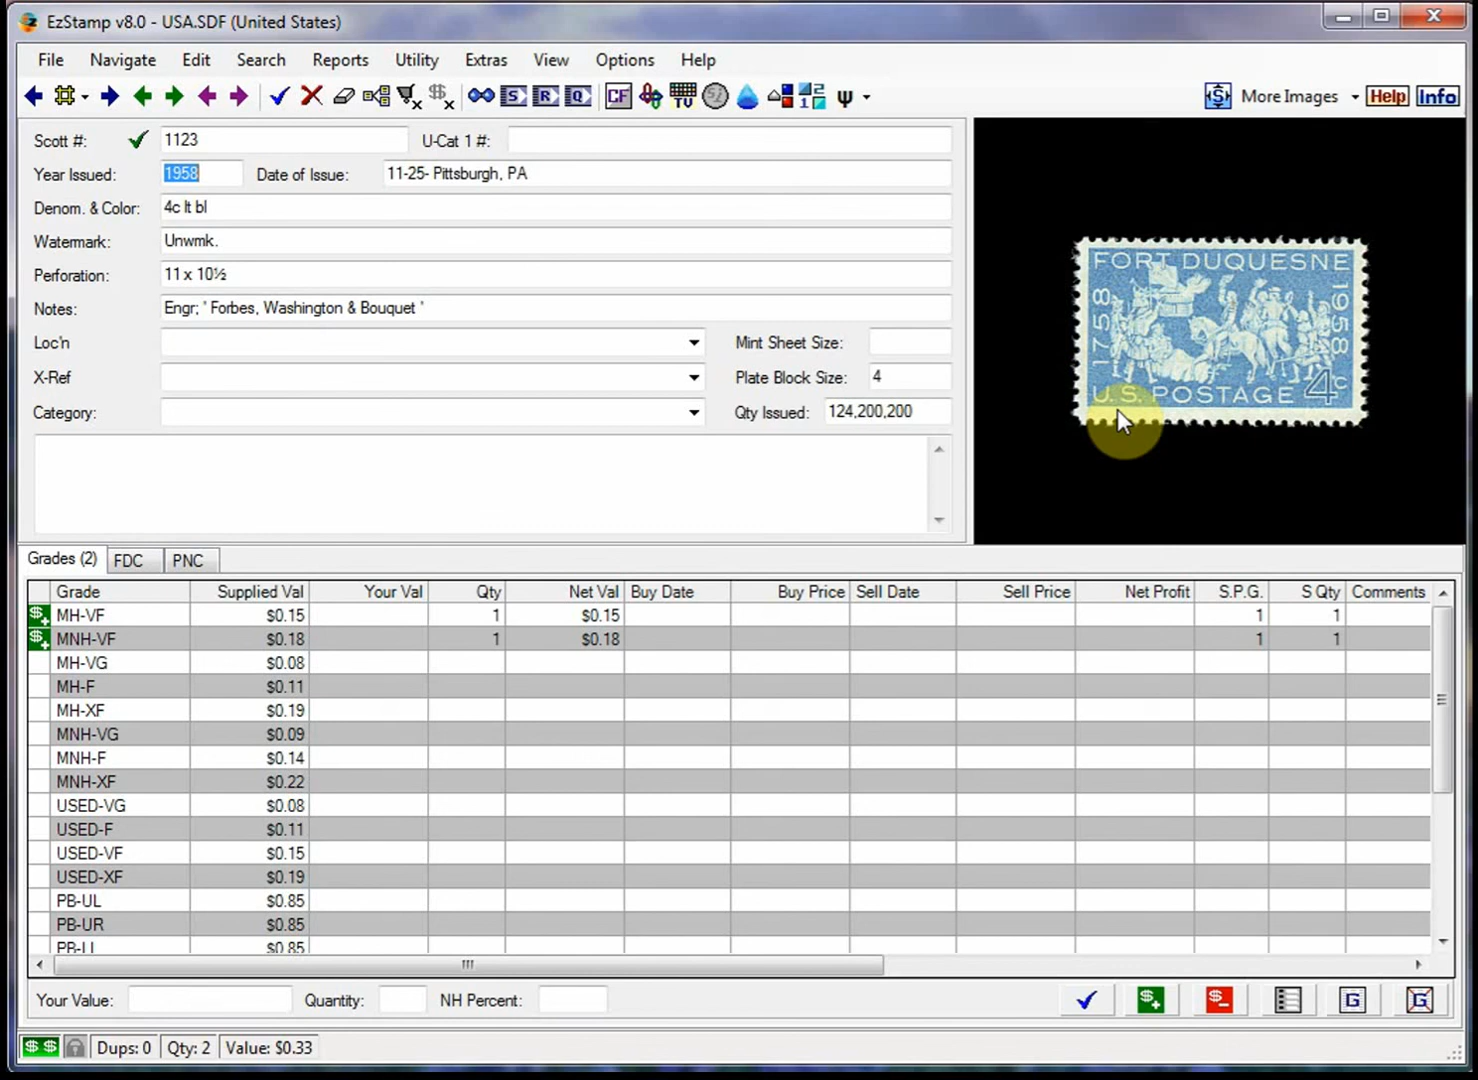 EzStamp v8.0 - USA.SDF (United States)
File Navigate Edit Search Reports Utility Extras View Options Help
S R Q CF TV More Images Help Info
Scott #: 1123 U-Cat 1 #:
Year Issued: 1958 Date of Issue: 11-25- Pittsburgh, PA
Denom. & Color: 4c lt bl
Watermark: Unwmk.
Perforation: 11 x 10½
Notes: Engr; ' Forbes, Washington & Bouquet '
Loc'n Mint Sheet Size:
X-Ref Plate Block Size: 4
Category: Qty Issued: 124,200,200
FORT DUQUESNE
1758
1958
U.S. POSTAGE 4c
Grades (2) FDC PNC
Grade Supplied Val Your Val Qty Net Val Buy Date Buy Price Sell Date Sell Price Net Profit S.P.G. S Qty Comments
MH-VF $0.15 1 $0.15 1 1
MNH-VF $0.18 1 $0.18 1 1
MH-VG $0.08
MH-F $0.11
MH-XF $0.19
MNH-VG $0.09
MNH-F $0.14
MNH-XF $0.22
USED-VG $0.08
USED-F $0.11
USED-VF $0.15
USED-XF $0.19
PB-UL $0.85
PB-UR $0.85
PB-LL $0.85
Your Value: Quantity: NH Percent: $+ $- G G
$ $ Dups: 0 Qty: 2 Value: $0.33